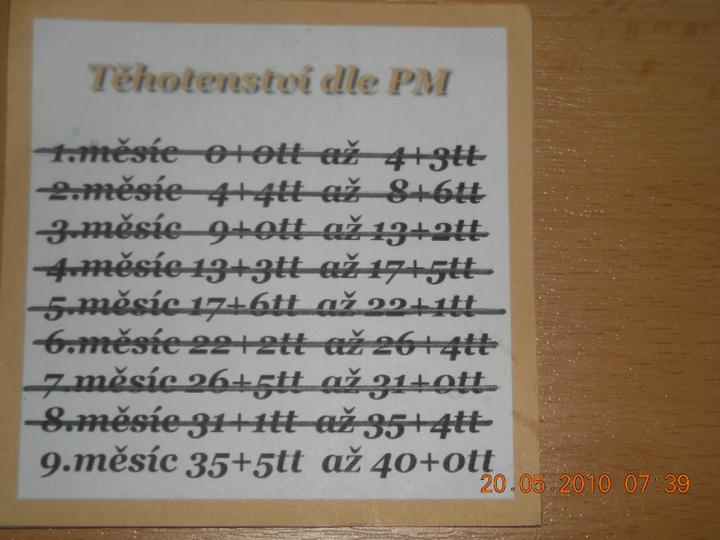 Těhotenství dle PM
1.měsíc 0+0tt až 4+3tt
2.měsíc 4+4tt až 8+6tt
3.měsíc 9+0tt až 13+2tt
4.měsíc 13+3tt až 17+5tt
5.měsíc 17+6tt až 22+1tt
6.měsíc 22+2tt až 26+4tt
7.měsíc 26+5tt až 31+0tt
8.měsíc 31+1tt až 35+4tt
9.měsíc 35+5tt až 40+0tt
20.05.2010 07:39